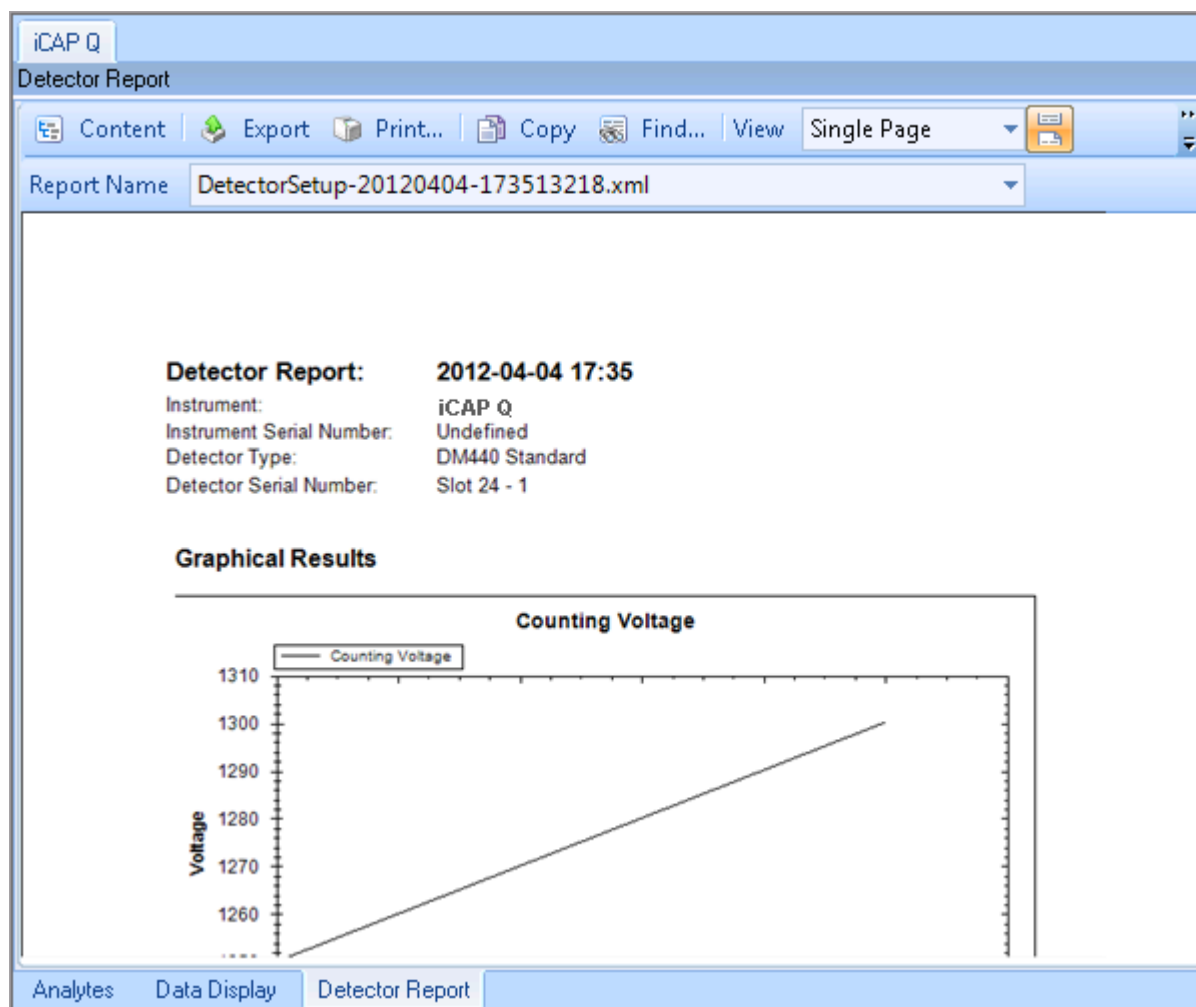 iCAP Q
Detector Report
Content Export Print... Copy Find... View Single Page
Report Name DetectorSetup-20120404-173513218.xml
Detector Report: 2012-04-04 17:35
Instrument: iCAP Q
Instrument Serial Number: Undefined
Detector Type: DM440 Standard
Detector Serial Number: Slot 24 - 1
Graphical Results
Counting Voltage
Counting Voltage
1310
1300
1290
1280
1270
1260
Voltage
Analytes Data Display Detector Report